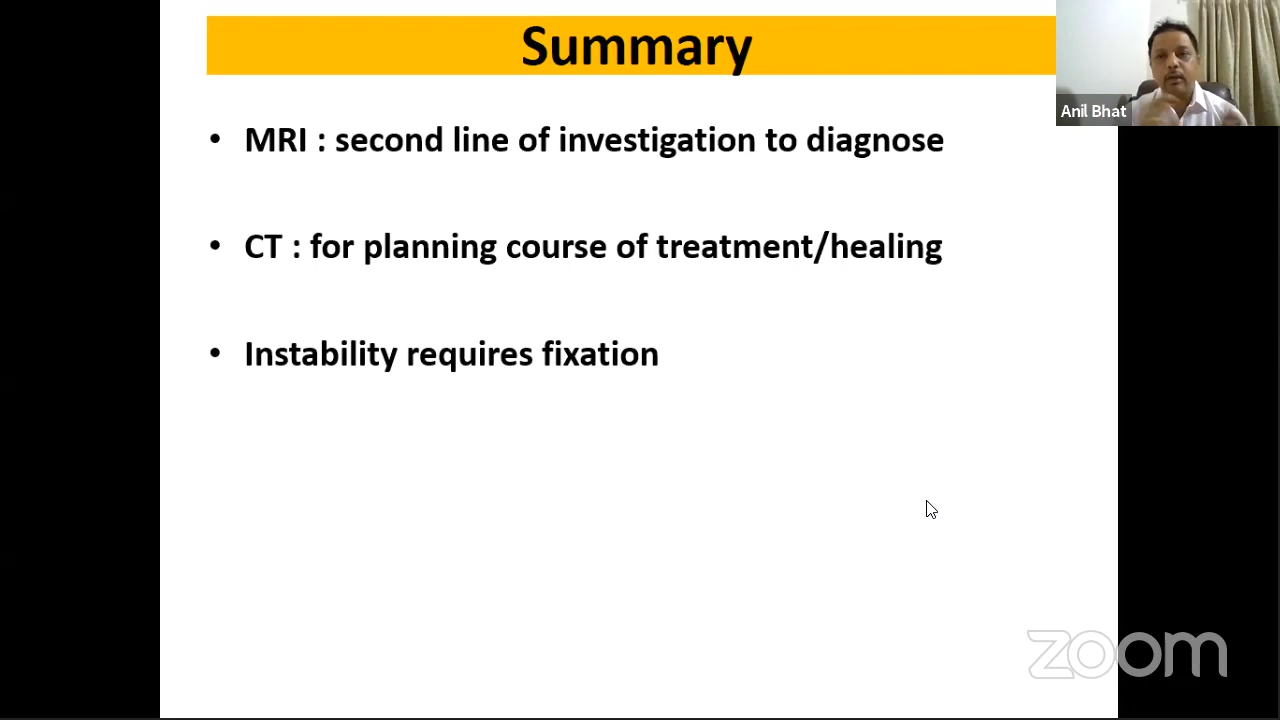 Summary
Anil Bhat
• MRI : second line of investigation to diagnose
• CT : for planning course of treatment/healing
• Instability requires fixation
zoom